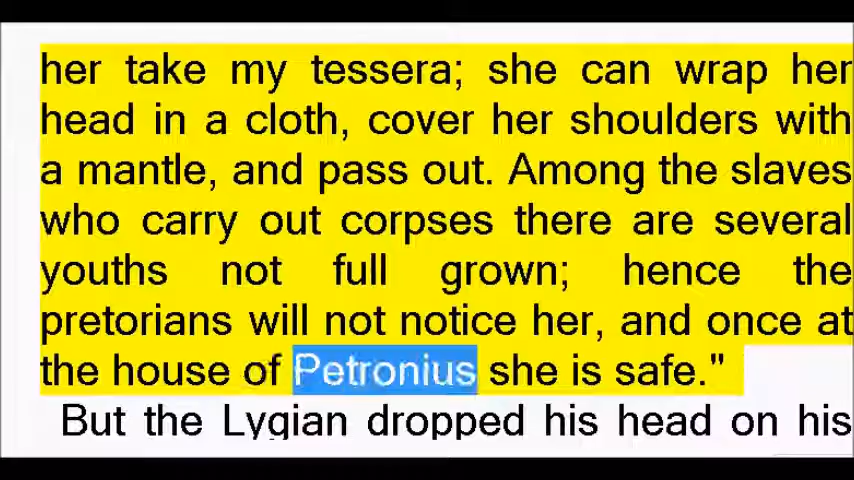 her take my tessera; she can wrap her
head in a cloth, cover her shoulders with
a mantle, and pass out. Among the slaves
who carry out corpses there are several
youths not full grown; hence the
pretorians will not notice her, and once at
the house of Petronius she is safe."
But the Lygian dropped his head on his